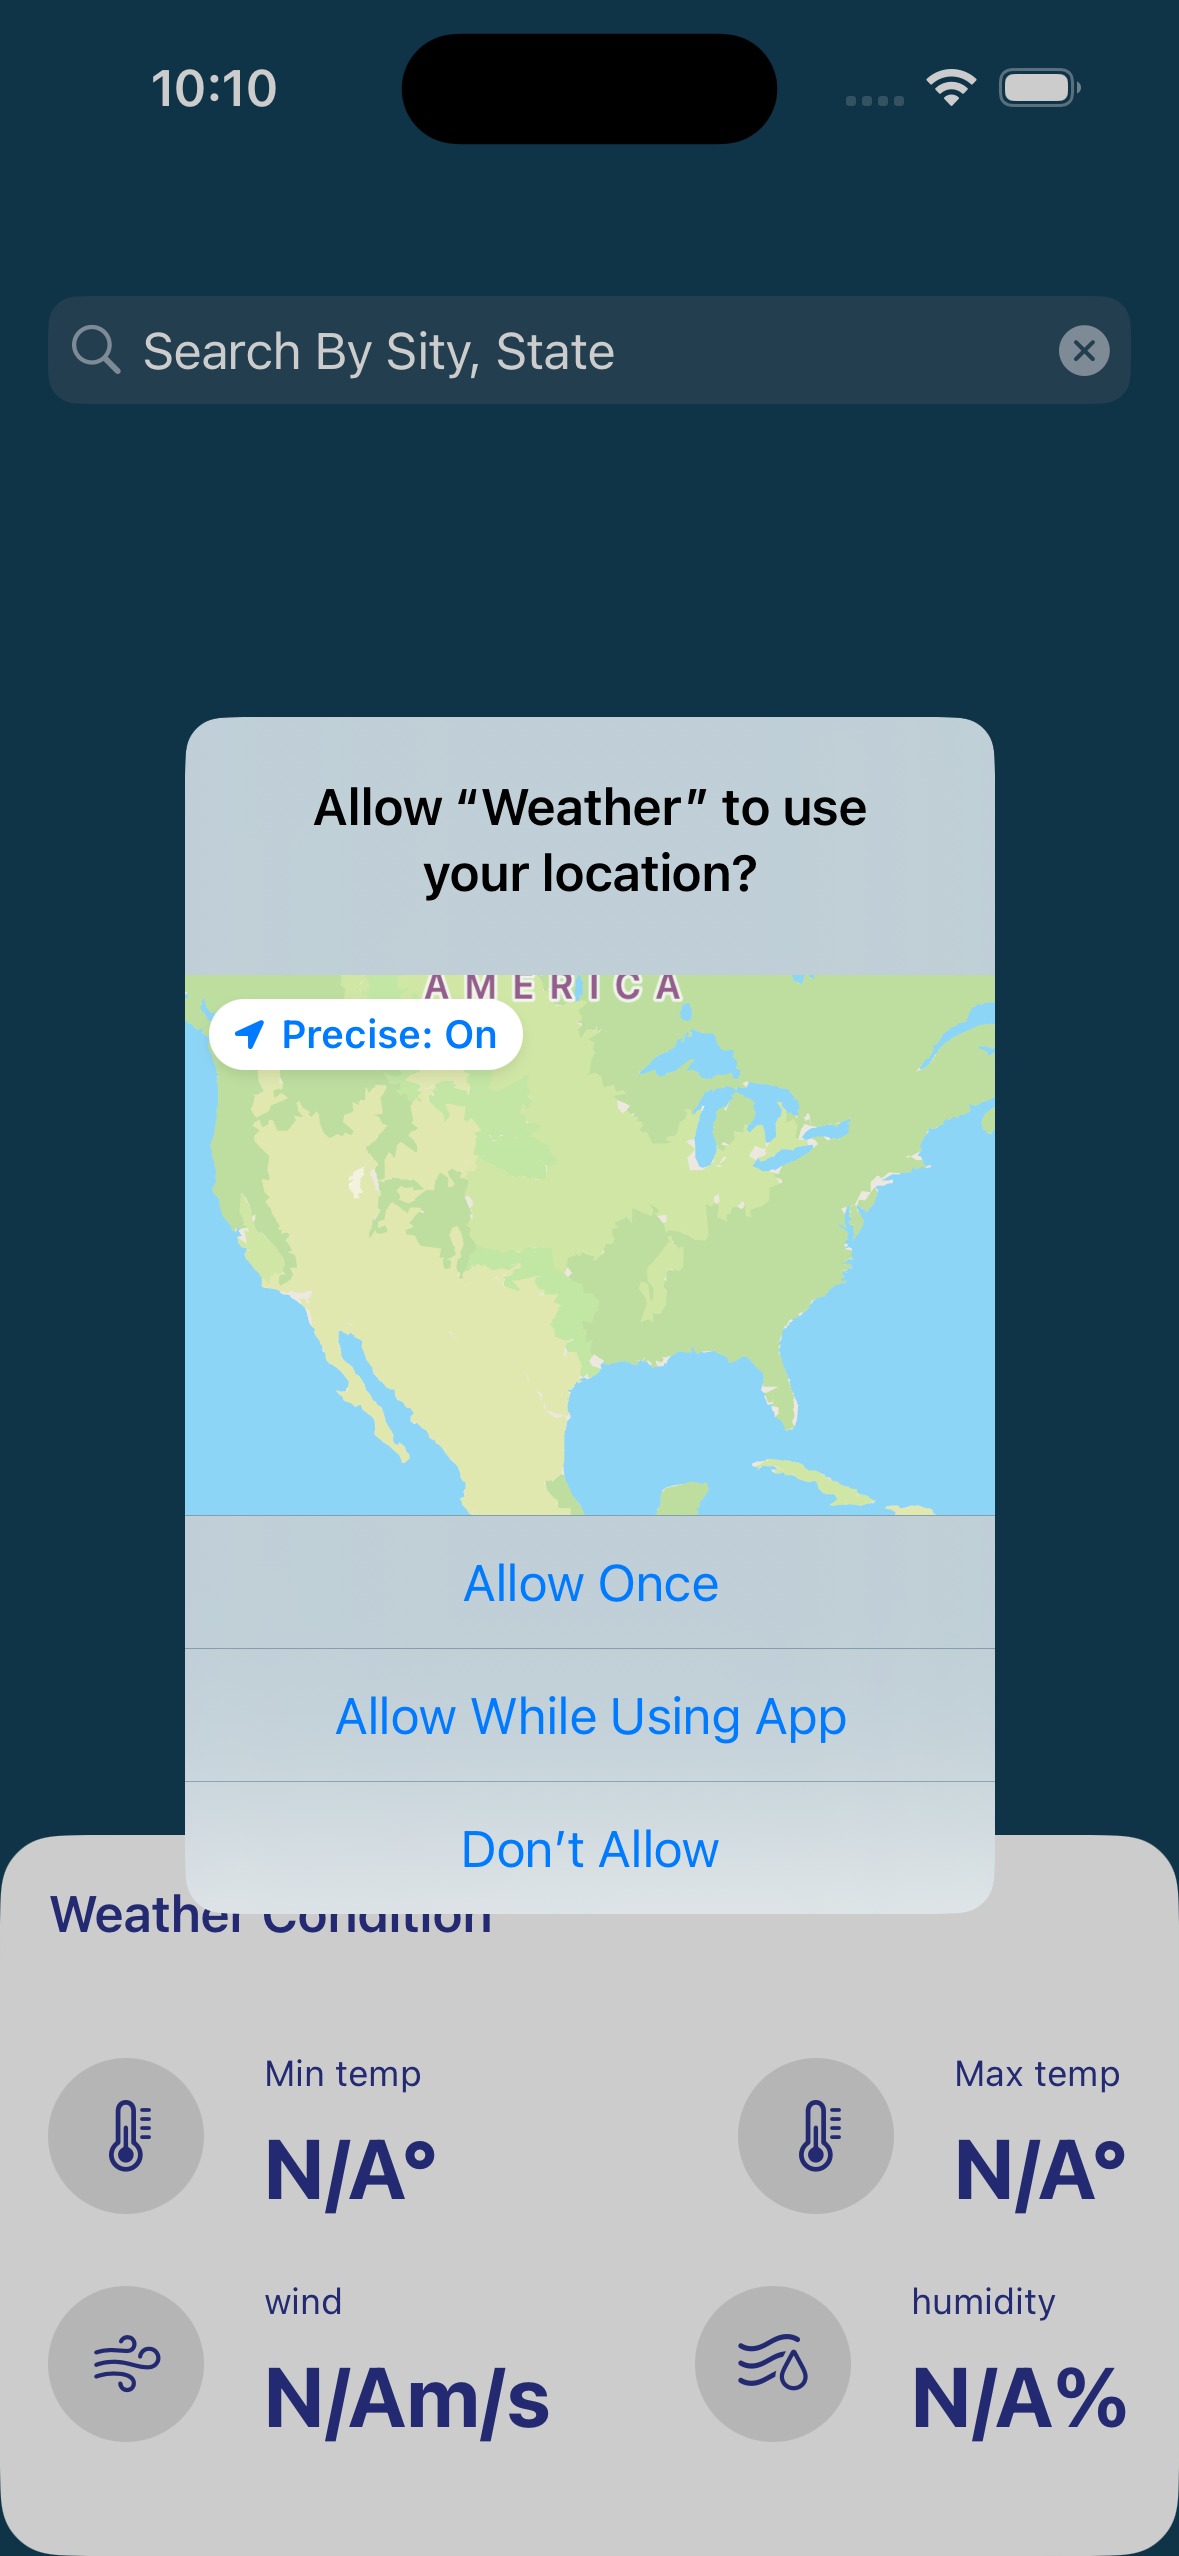 10:10
Search By Sity, State
Allow “Weather” to use
your location?
AMERICA
Precise: On
Allow Once
Allow While Using App
Don’t Allow
Weather Condition
Min temp
N/A°
Max temp
N/A°
wind
N/Am/s
humidity
N/A%